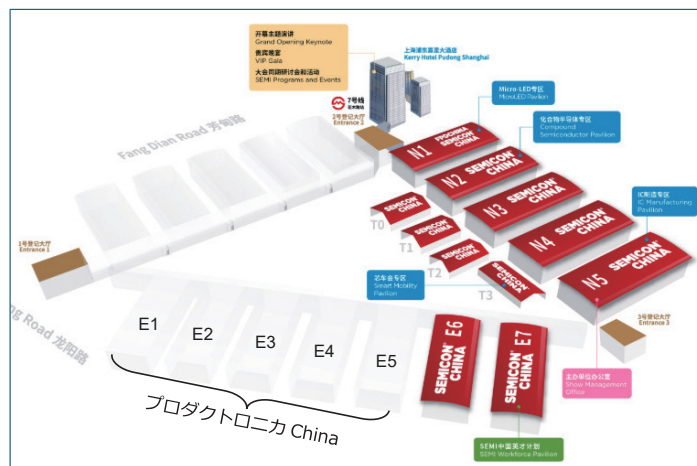 开幕主题演讲
Grand Opening Keynote
贵宾晚宴
VIP Gala
大会同期研讨会和活动
SEMI Programs and Events
上海浦东嘉里大酒店
Kerry Hotel Pudong Shanghai
7号线
2号登记大厅
Entrance 2
Fang Dian Road 芳甸路
Micro-LED专区
MicroLED Pavilion
化合物半导体专区
Compound
Semiconductor Pavilion
IC制造专区
IC Manufacturing
Pavilion
N1 FPDCHINA
SEMICON
CHINA
N2 SEMICON
CHINA
N3 SEMICON
CHINA
N4 SEMICON
CHINA
N5 SEMICON
CHINA
SEMICON
CHINA
T0
SEMICON
CHINA
T1
SEMICON
CHINA
T2
SEMICON
CHINA
T3
1号登记大厅
Entrance 1
芯车会专区
Smart Mobility
Pavilion
3号登记大厅
Entrance 3
ng Road 龙阳路
E1
E2
E3
E4
E5
SEMICON
CHINA E6
SEMICON
CHINA E7
プロダクトロニカ China
主办单位办公室
Show Management
Office
SEMI中国英才计划
SEMI Workforce Pavilion